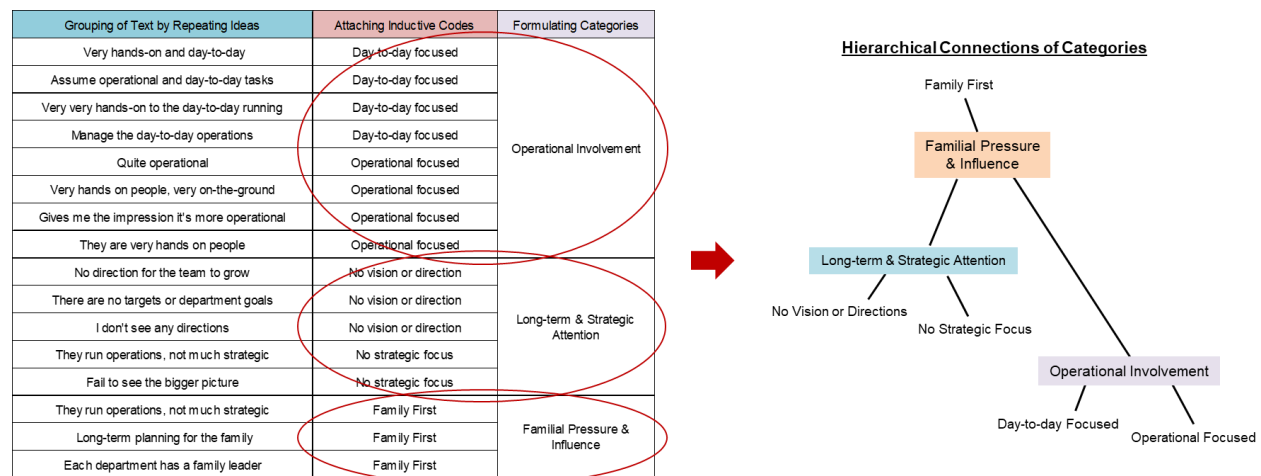 Grouping of Text by Repeating Ideas Attaching Inductive Codes Formulating Categories
Very hands-on and day-to-day Day-to-day focused
Assume operational and day-to-day tasks Day-to-day focused
Very very hands-on to the day-to-day running Day-to-day focused
Manage the day-to-day operations Day-to-day focused
Operational Involvement
Quite operational Operational focused
Very hands on people, very on-the-ground Operational focused
Gives me the impression it's more operational Operational focused
They are very hands on people Operational focused
No direction for the team to grow No vision or direction
There are no targets or department goals No vision or direction
I don't see any directions No vision or direction
Long-term & Strategic
Attention
They run operations, not much strategic No strategic focus
Fail to see the bigger picture No strategic focus
They run operations, not much strategic Family First
Long-term planning for the family Family First
Familial Pressure &
Influence
Each department has a family leader Family First
Hierarchical Connections of Categories
Family First
Familial Pressure
& Influence
Long-term & Strategic Attention
No Vision or Directions
No Strategic Focus
Operational Involvement
Day-to-day Focused
Operational Focused